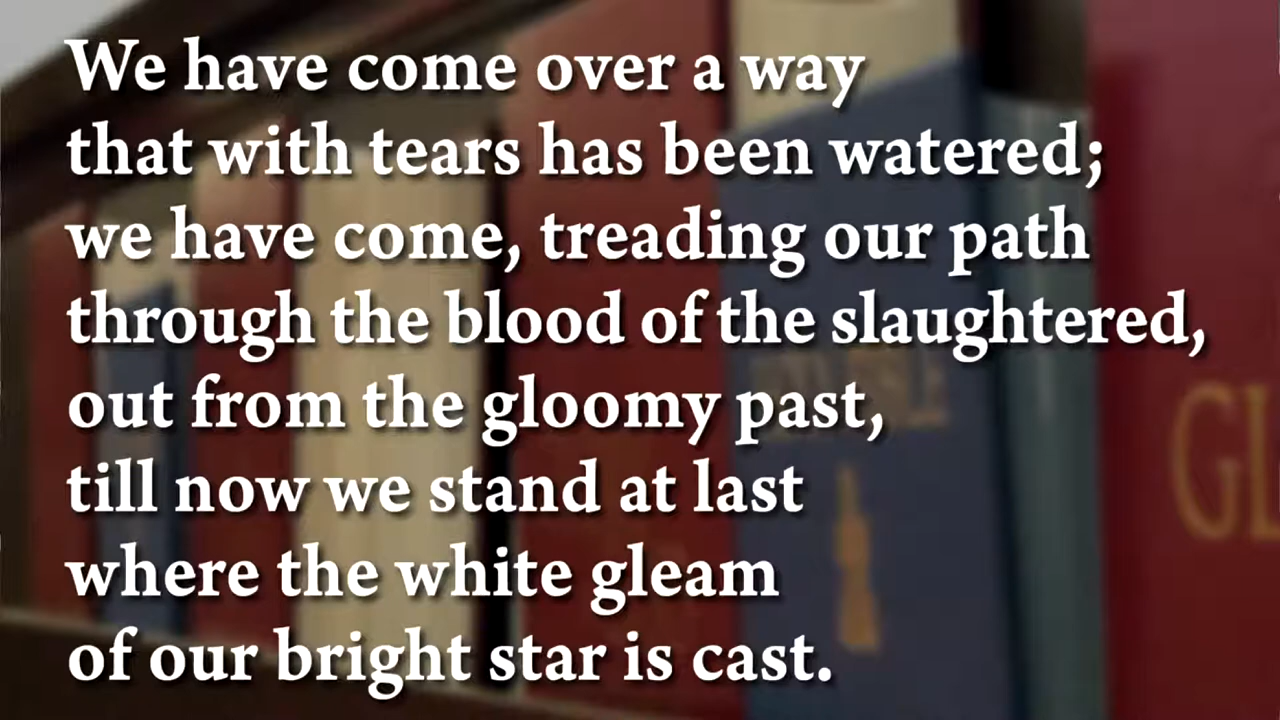 We have come over a way
that with tears has been watered;
we have come, treading our path
through the blood of the slaughtered,
out from the gloomy past,
till now we stand at last
where the white gleam
of our bright star is cast.
GL